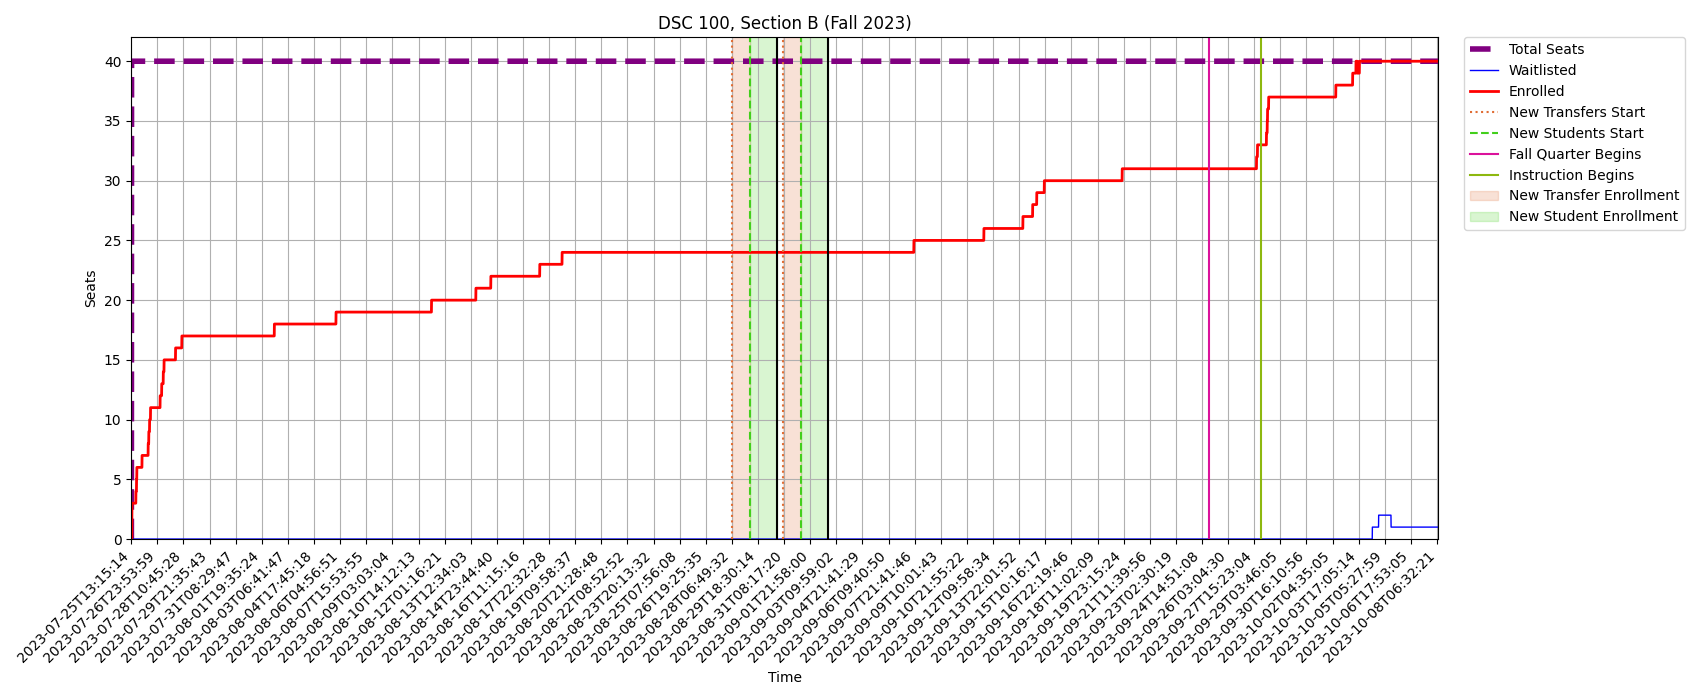 DSC 100, Section B (Fall 2023)
Seats
40
35
30
25
20
15
10
5
0
2023-07-25T13:15:14
2023-07-26T23:53:59
2023-07-28T10:45:28
2023-07-29T21:35:43
2023-07-31T08:29:47
2023-08-01T19:35:24
2023-08-03T06:41:47
2023-08-04T17:45:18
2023-08-06T04:56:51
2023-08-07T15:53:55
2023-08-09T03:03:04
2023-08-10T14:12:13
2023-08-12T01:16:21
2023-08-13T12:34:03
2023-08-14T23:44:40
2023-08-16T11:15:16
2023-08-17T22:32:28
2023-08-19T09:58:37
2023-08-20T21:28:48
2023-08-22T08:52:52
2023-08-23T20:13:32
2023-08-25T07:56:08
2023-08-26T19:25:35
2023-08-28T06:49:32
2023-08-29T18:30:14
2023-08-31T08:17:20
2023-09-01T21:58:00
2023-09-03T09:59:02
2023-09-04T21:41:29
2023-09-06T09:40:50
2023-09-07T21:41:46
2023-09-09T10:01:43
2023-09-10T21:55:22
2023-09-12T09:58:34
2023-09-13T22:01:52
2023-09-15T10:16:17
2023-09-16T22:19:46
2023-09-18T11:02:09
2023-09-19T23:15:24
2023-09-21T11:39:56
2023-09-23T02:30:19
2023-09-24T14:51:08
2023-09-26T03:04:30
2023-09-27T15:23:04
2023-09-29T03:46:05
2023-09-30T16:10:56
2023-10-02T04:35:05
2023-10-03T17:05:14
2023-10-05T05:27:59
2023-10-06T17:53:05
2023-10-08T06:32:21
Time
Total Seats
Waitlisted
Enrolled
New Transfers Start
New Students Start
Fall Quarter Begins
Instruction Begins
New Transfer Enrollment
New Student Enrollment